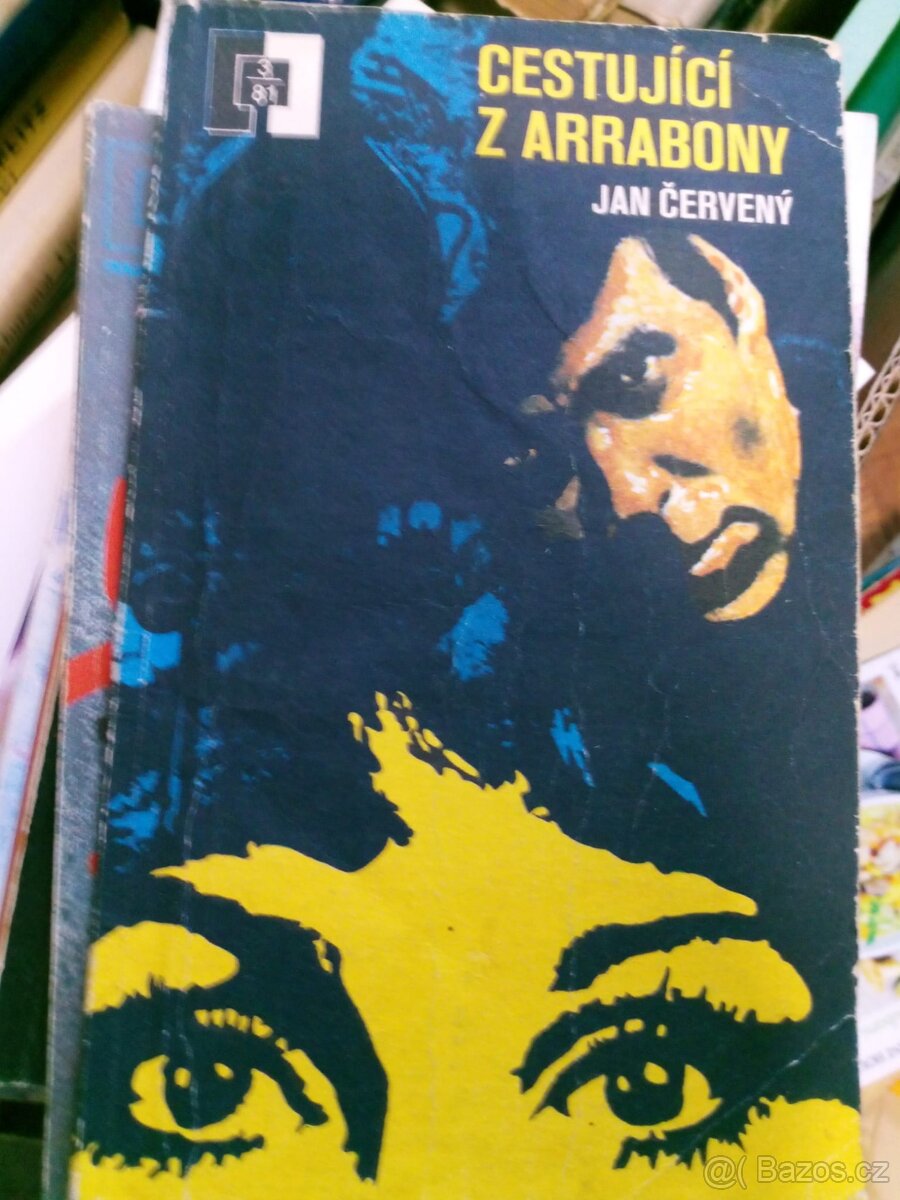 3
81
CESTUJÍCÍ
Z ARRABONY
JAN ČERVENÝ
@( Bazos.cz